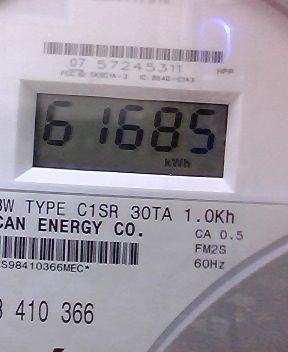 07 57245311
HPP
61685
kWh
3W TYPE C1SR 30TA 1.0Kh
CAN ENERGY CO.
CA 0.5
FM2S
60Hz
S98410366MEC*
410 366